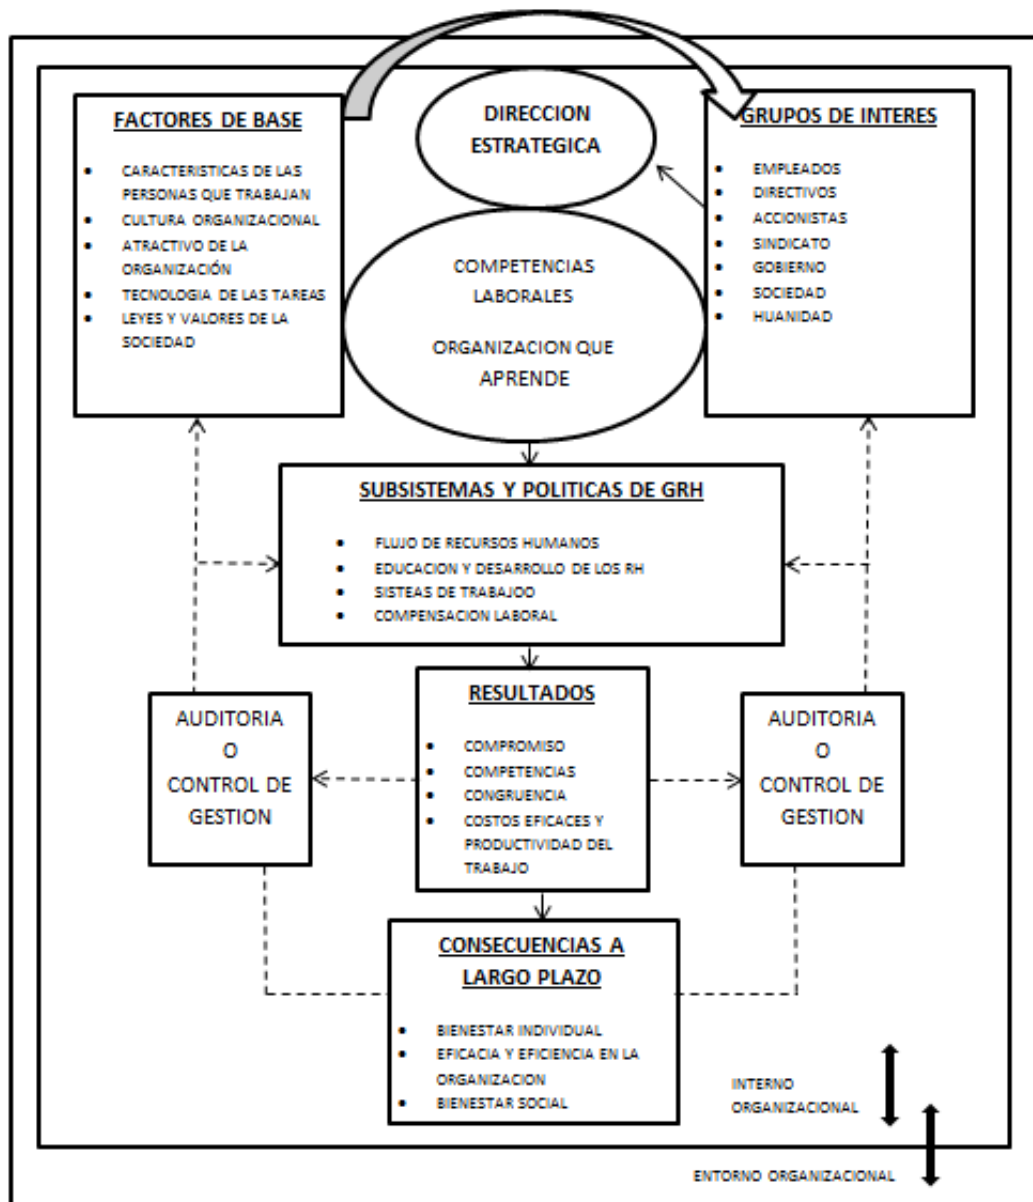 FACTORES DE BASE
• CARACTERISTICAS DE LAS
PERSONAS QUE TRABAJAN
• CULTURA ORGANIZACIONAL
• ATRACTIVO DE LA
ORGANIZACIÓN
• TECNOLOGIA DE LAS TAREAS
• LEYES Y VALORES DE LA
SOCIEDAD
DIRECCION
ESTRATEGICA
COMPETENCIAS
LABORALES
ORGANIZACION QUE
APRENDE
GRUPOS DE INTERES
• EMPLEADOS
• DIRECTIVOS
• ACCIONISTAS
• SINDICATO
• GOBIERNO
• SOCIEDAD
• HUANIDAD
SUBSISTEMAS Y POLITICAS DE GRH
• FLUJO DE RECURSOS HUMANOS
• EDUCACION Y DESARROLLO DE LOS RH
• SISTEAS DE TRABAJOO
• COMPENSACION LABORAL
AUDITORIA
O
CONTROL DE
GESTION
RESULTADOS
• COMPROMISO
• COMPETENCIAS
• CONGRUENCIA
• COSTOS EFICACES Y
PRODUCTIVIDAD DEL
TRABAJO
AUDITORIA
O
CONTROL DE
GESTION
CONSECUENCIAS A
LARGO PLAZO
• BIENESTAR INDIVIDUAL
• EFICACIA Y EFICIENCIA EN LA
ORGANIZACION
• BIENESTAR SOCIAL
INTERNO
ORGANIZACIONAL
ENTORNO ORGANIZACIONAL